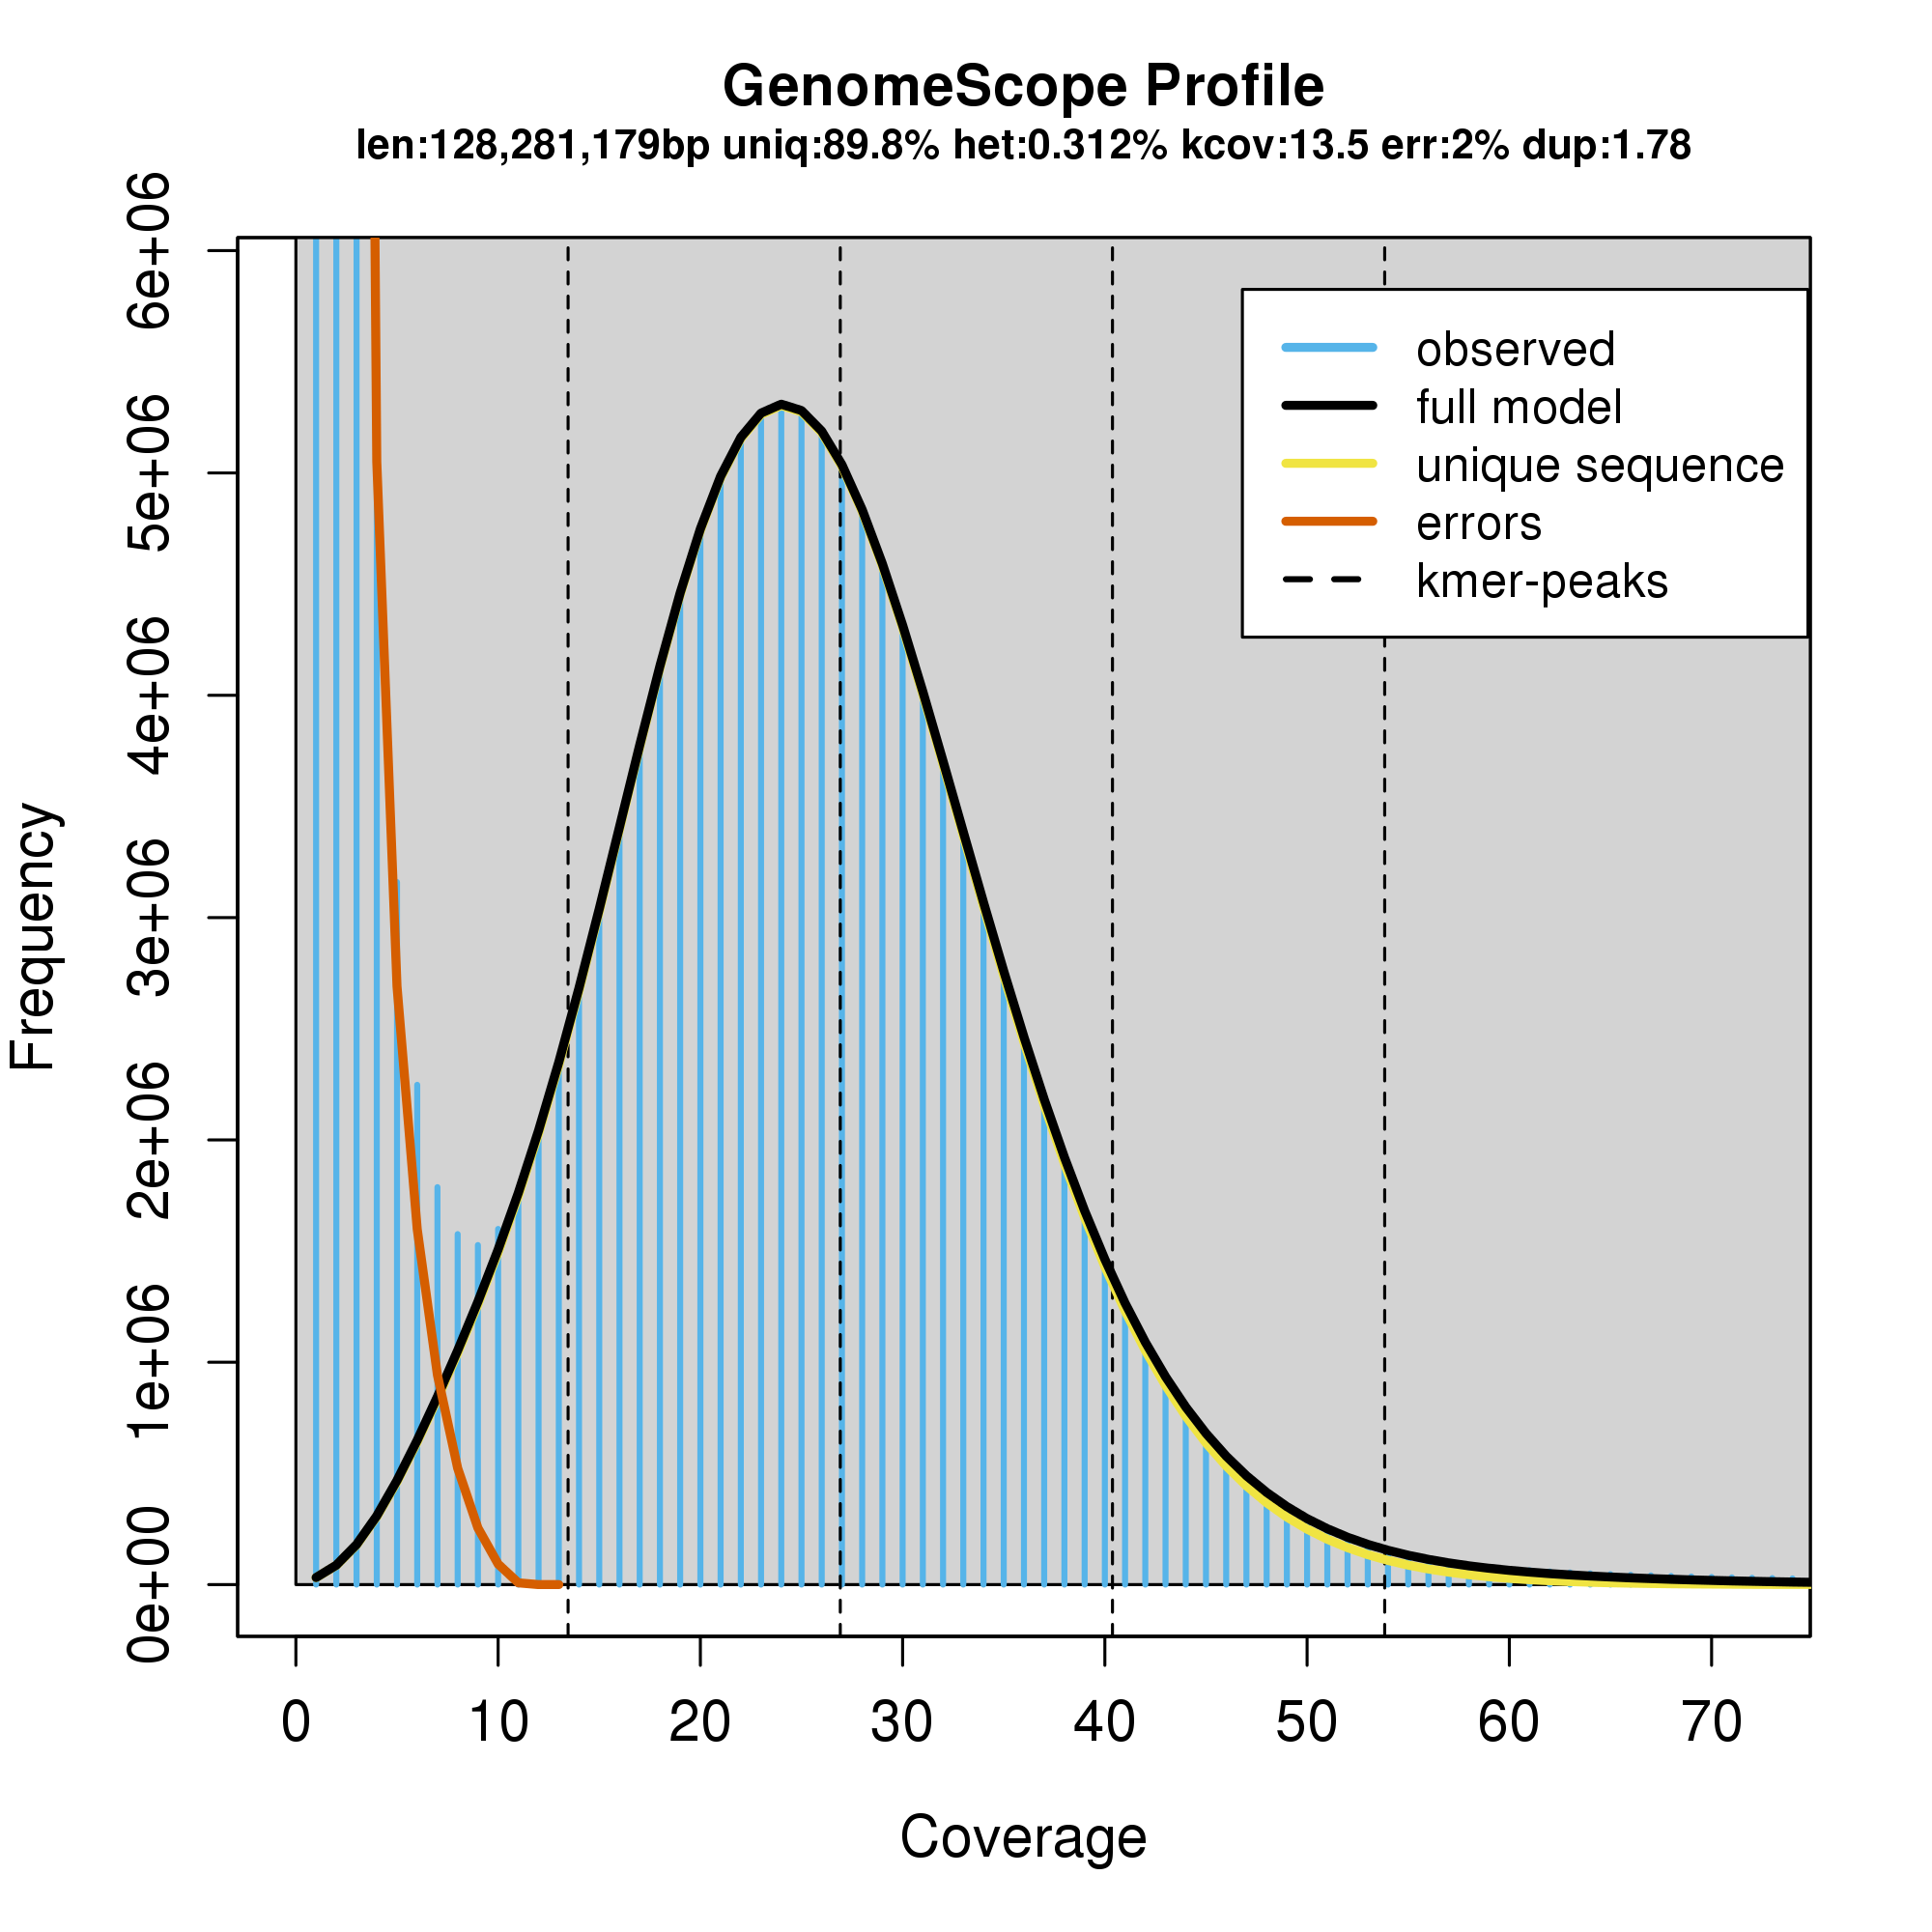 GenomeScope Profile
len:128,281,179bp uniq:89.8% het:0.312% kcov:13.5 err:2% dup:1.78
6e+06
5e+06
4e+06
3e+06
2e+06
1e+06
0e+00
Frequency
observed
full model
unique sequence
errors
kmer-peaks
0 10 20 30 40 50 60 70
Coverage